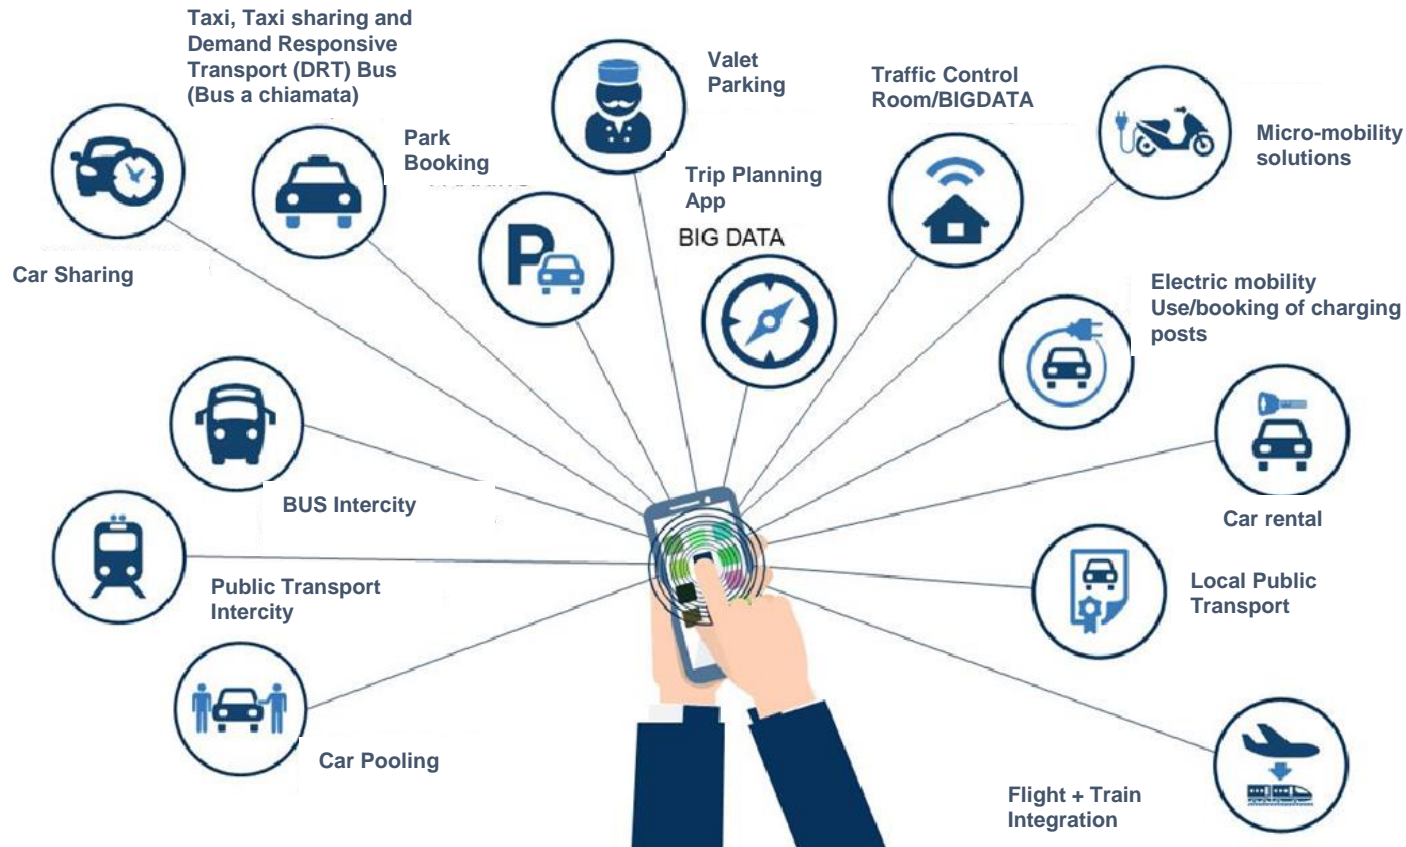 Taxi, Taxi sharing and
Demand Responsive
Transport (DRT) Bus
(Bus a chiamata)
Valet
Parking
Traffic Control
Room/BIGDATA
Micro-mobility
solutions
Park
Booking
Trip Planning
App
BIG DATA
Car Sharing
P
Electric mobility
Use/booking of charging
posts
BUS Intercity
Car rental
Public Transport
Intercity
Local Public
Transport
Car Pooling
Flight + Train
Integration